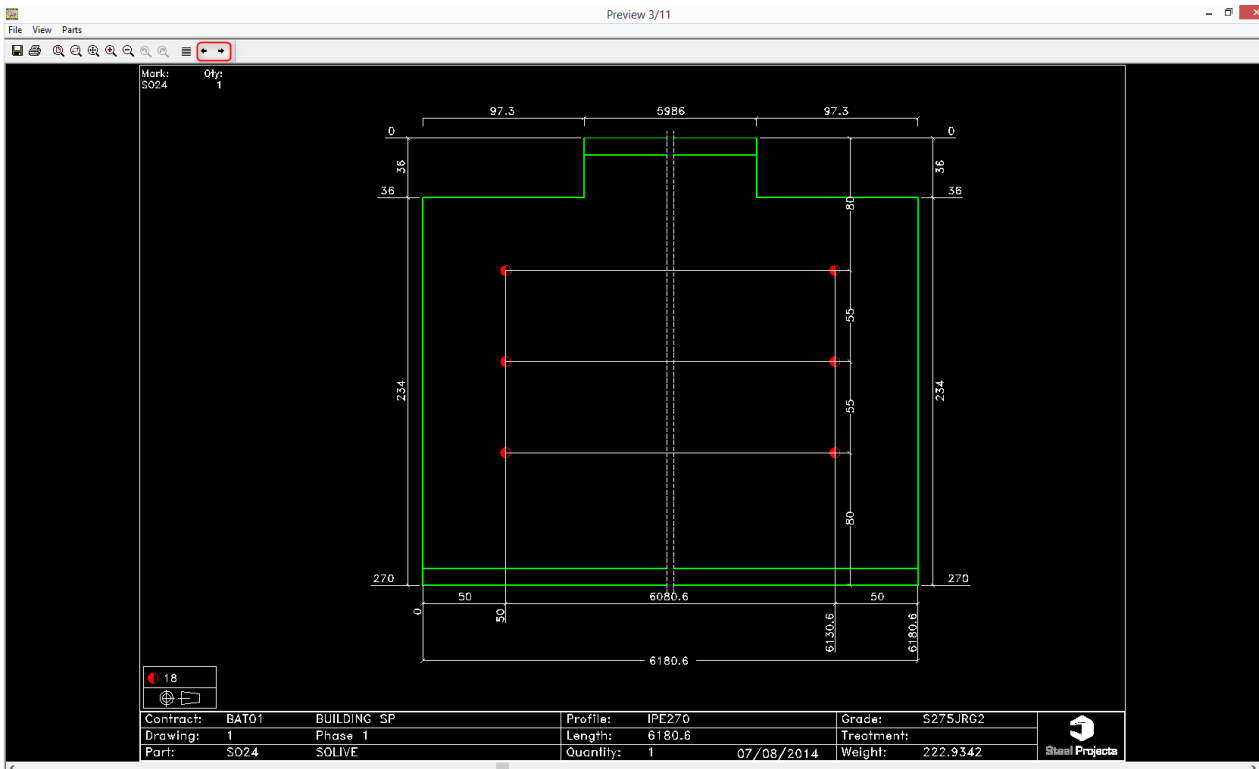 Preview 3/11
File View Parts
Mark: Qty:
SO24 1
97.3 5986 97.3
0 0
36 36
36 36
80
55
234 234
55
80
270 270
50 6080.6 50
0 50 6130.6 6180.6
6180.6
18
Contract: BAT01 BUILDING SP Profile: IPE270 Grade: S275JRG2
Drawing: 1 Phase 1 Length: 6180.6 Treatment:
Part: SO24 SOLIVE Quantity: 1 07/08/2014 Weight: 222.9342
Steel Projects